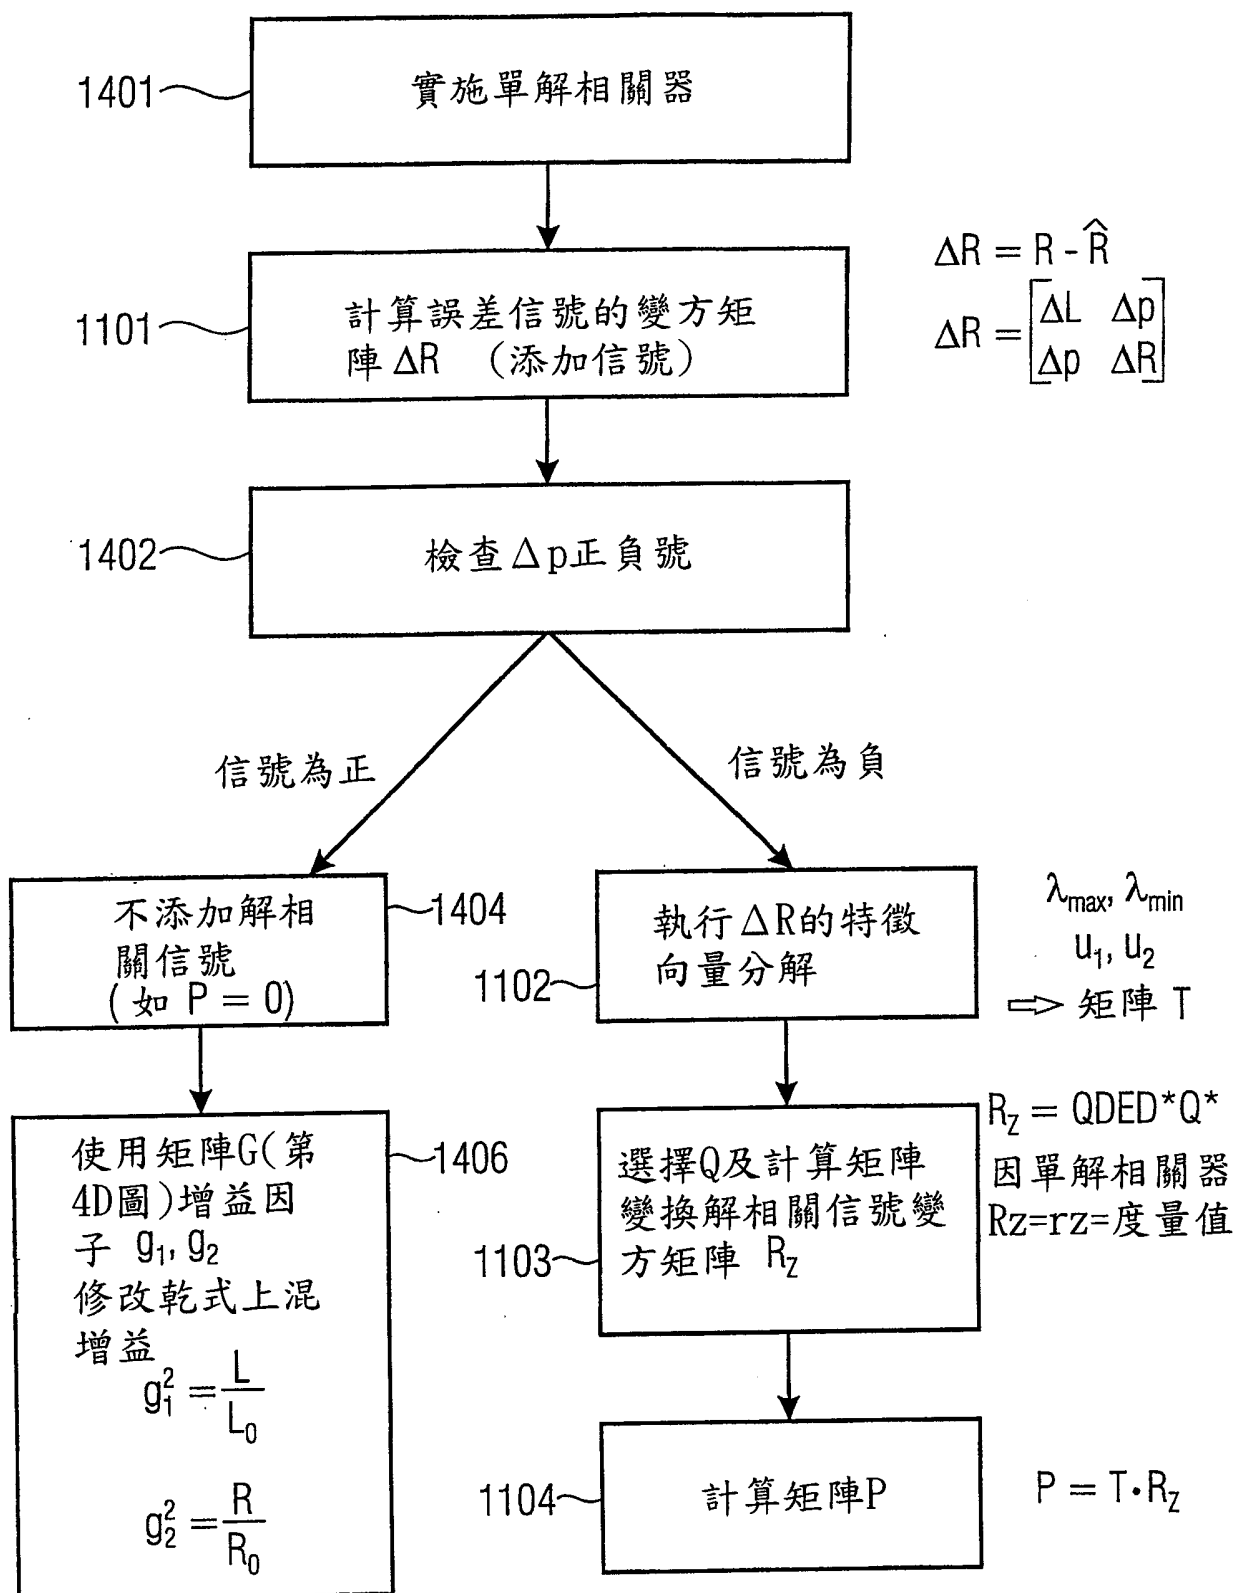 1401
實施單解相關器
1101
計算誤差信號的變方矩
陣ΔR （添加信號）
ΔR = R - R̂
ΔR = [ΔL Δp
Δp ΔR]
1402
檢查Δp正負號
信號為正
信號為負
不添加解相
關信號
(如 P = 0)
1404
1102
執行ΔR的特徵
向量分解
λmax, λmin
u₁, u₂
⇨ 矩陣 T
使用矩陣G(第
4D圖)增益因
子 g₁, g₂
修改乾式上混
增益
g₁² = L/L₀
g₂² = R/R₀
1406
1103
選擇Q及計算矩陣
變換解相關信號變
方矩陣 R_Z
R_Z = QDED*Q*
因單解相關器
Rz=rz=度量值
1104
計算矩陣P
P = T·R_Z